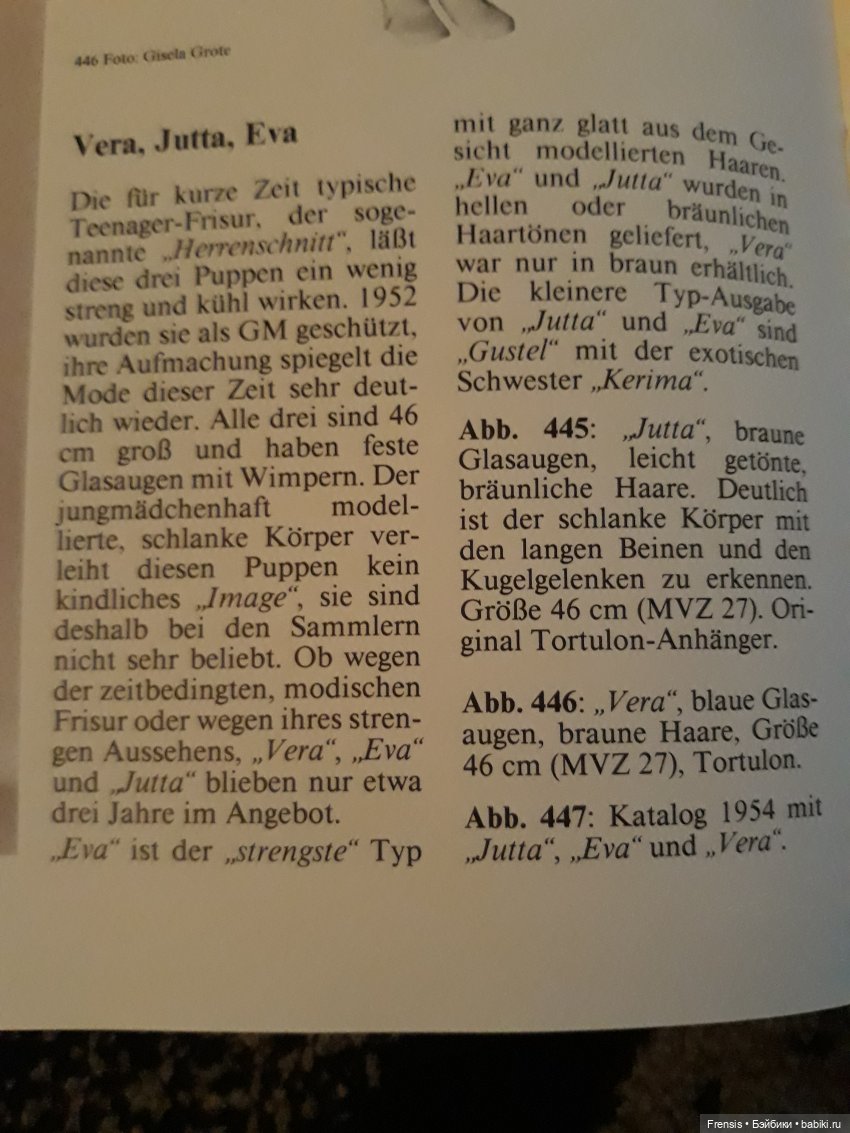 446 Foto: Gisela Grote
Vera, Jutta, Eva
Die für kurze Zeit typische
Teenager-Frisur, der soge-
nannte „Herrenschnitt“, läßt
diese drei Puppen ein wenig
streng und kühl wirken. 1952
wurden sie als GM geschützt,
ihre Aufmachung spiegelt die
Mode dieser Zeit sehr deut-
lich wieder. Alle drei sind 46
cm groß und haben feste
Glasaugen mit Wimpern. Der
jungmädchenhaft model-
lierte, schlanke Körper ver-
leiht diesen Puppen kein
kindliches „Image“, sie sind
deshalb bei den Sammlern
nicht sehr beliebt. Ob wegen
der zeitbedingten, modischen
Frisur oder wegen ihres stren-
gen Aussehens, „Vera“, „Eva“
und „Jutta“ blieben nur etwa
drei Jahre im Angebot.
„Eva“ ist der „strengste“ Typ
mit ganz glatt aus dem Ge-
sicht modellierten Haaren.
„Eva“ und „Jutta“ wurden in
hellen oder bräunlichen
Haartönen geliefert, „Vera“
war nur in braun erhältlich.
Die kleinere Typ-Ausgabe
von „Jutta“ und „Eva“ sind
„Gustel“ mit der exotischen
Schwester „Kerima“.
Abb. 445: „Jutta“, braune
Glasaugen, leicht getönte,
bräunliche Haare. Deutlich
ist der schlanke Körper mit
den langen Beinen und den
Kugelgelenken zu erkennen.
Größe 46 cm (MVZ 27). Ori-
ginal Tortulon-Anhänger.
Abb. 446: „Vera“, blaue Glas-
augen, braune Haare, Größe
46 cm (MVZ 27), Tortulon.
Abb. 447: Katalog 1954 mit
„Jutta“, „Eva“ und „Vera“.
Frensis • Бэйбики • babiki.ru